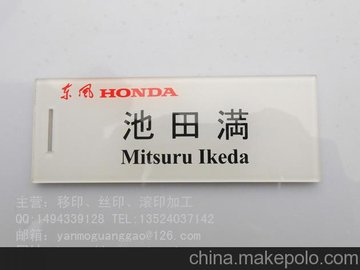 东风 HONDA
池田満
Mitsuru Ikeda
主营：移印、丝印、滚印加工
QQ:1494339128 TEL:13524037142
邮箱：yanmoguanggao@126.com
china.makepolo.com